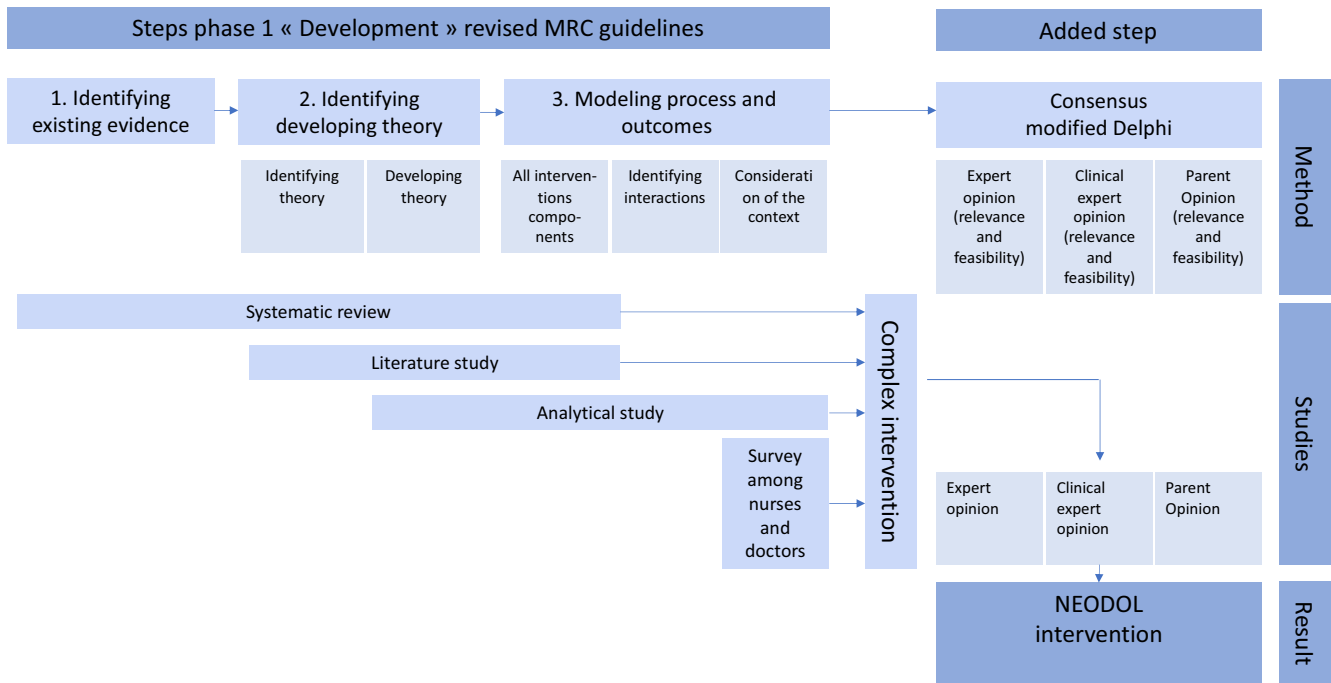 Steps phase 1 « Development » revised MRC guidelines
Added step
1. Identifying
existing evidence
2. Identifying
developing theory
3. Modeling process and
outcomes
Consensus
modified Delphi
Method
Identifying
theory
Developing
theory
All interven-
tions
compo-
nents
Identifying
interactions
Considerati
on of the
context
Expert
opinion
(relevance
and
feasibility)
Clinical
expert
opinion
(relevance
and
feasibility)
Parent
Opinion
(relevance
and
feasibility)
Systematic review
Literature study
Analytical study
Survey
among
nurses
and
doctors
Complex intervention
Studies
Expert
opinion
Clinical
expert
opinion
Parent
Opinion
NEODOL
intervention
Result